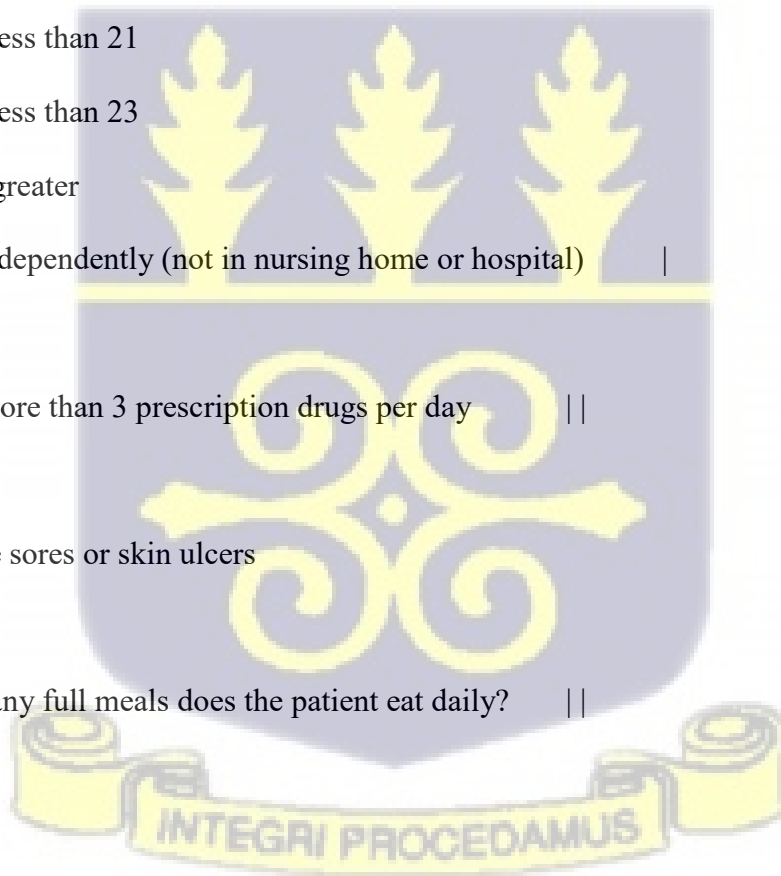 ess than 21
ess than 23
greater
dependently (not in nursing home or hospital) |
ore than 3 prescription drugs per day ||
sores or skin ulcers
any full meals does the patient eat daily? ||
INTEGRI PROCEDAMUS